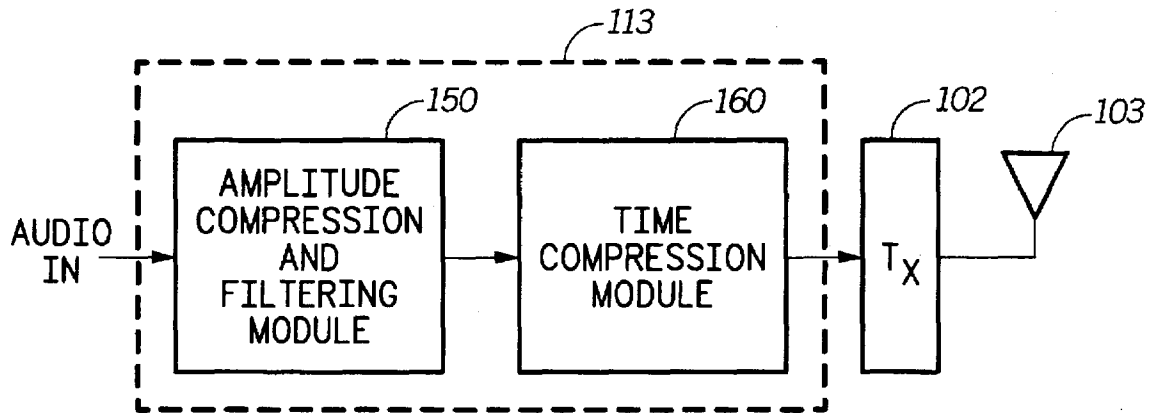 113
150
160
102
103
AUDIO
IN
AMPLITUDE
COMPRESSION
AND
FILTERING
MODULE
TIME
COMPRESSION
MODULE
TX